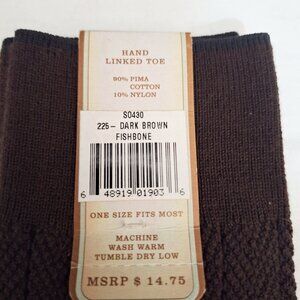 HAND
LINKED TOE
90% PIMA
COTTON
10% NYLON
S0430
225- DARK BROWN
FISHBONE
6 48919 01903 6
ONE SIZE FITS MOST
MACHINE
WASH WARM
TUMBLE DRY LOW
MSRP $ 14.75